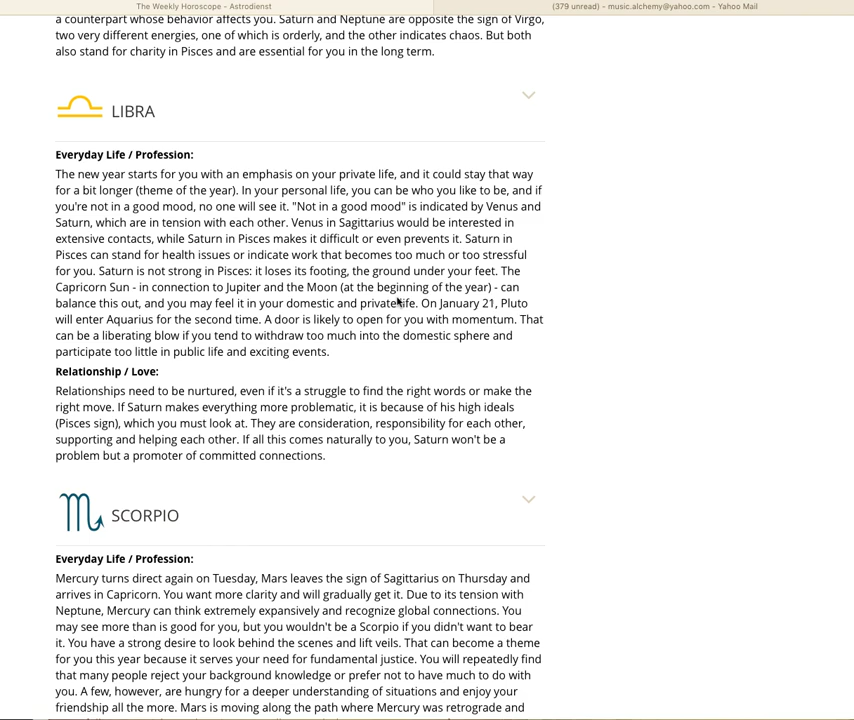 The Weekly Horoscope – Astrodienst
(379 unread) – music.alchemy@yahoo.com – Yahoo Mail
a counterpart whose behavior affects you. Saturn and Neptune are opposite the sign of Virgo,
two very different energies, one of which is orderly, and the other indicates chaos. But both
also stand for charity in Pisces and are essential for you in the long term.
LIBRA
Everyday Life / Profession:
The new year starts for you with an emphasis on your private life, and it could stay that way
for a bit longer (theme of the year). In your personal life, you can be who you like to be, and if
you're not in a good mood, no one will see it. "Not in a good mood" is indicated by Venus and
Saturn, which are in tension with each other. Venus in Sagittarius would be interested in
extensive contacts, while Saturn in Pisces makes it difficult or even prevents it. Saturn in
Pisces can stand for health issues or indicate work that becomes too much or too stressful
for you. Saturn is not strong in Pisces: it loses its footing, the ground under your feet. The
Capricorn Sun - in connection to Jupiter and the Moon (at the beginning of the year) - can
balance this out, and you may feel it in your domestic and private life. On January 21, Pluto
will enter Aquarius for the second time. A door is likely to open for you with momentum. That
can be a liberating blow if you tend to withdraw too much into the domestic sphere and
participate too little in public life and exciting events.
Relationship / Love:
Relationships need to be nurtured, even if it's a struggle to find the right words or make the
right move. If Saturn makes everything more problematic, it is because of his high ideals
(Pisces sign), which you must look at. They are consideration, responsibility for each other,
supporting and helping each other. If all this comes naturally to you, Saturn won't be a
problem but a promoter of committed connections.
SCORPIO
Everyday Life / Profession:
Mercury turns direct again on Tuesday, Mars leaves the sign of Sagittarius on Thursday and
arrives in Capricorn. You want more clarity and will gradually get it. Due to its tension with
Neptune, Mercury can think extremely expansively and recognize global connections. You
may see more than is good for you, but you wouldn't be a Scorpio if you didn't want to bear
it. You have a strong desire to look behind the scenes and lift veils. That can become a theme
for you this year because it serves your need for fundamental justice. You will repeatedly find
that many people reject your background knowledge or prefer not to have much to do with
you. A few, however, are hungry for a deeper understanding of situations and enjoy your
friendship all the more. Mars is moving along the path where Mercury was retrograde and